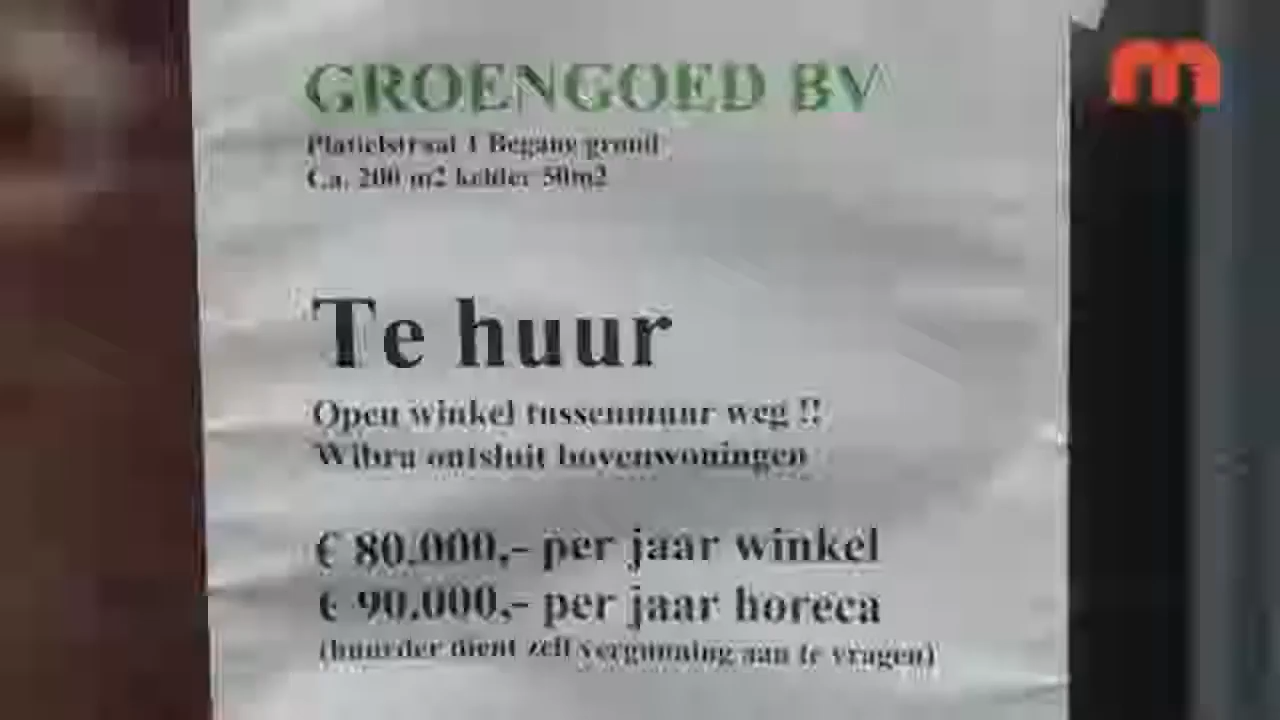 GROENGOED BV
Platielstraat 1 Begane grond
Ca. 200 m2 kelder 50m2
Te huur
Open winkel tussenmuur weg !!
Wibra ontsluit bovenwoningen
€ 80.000,- per jaar winkel
€ 90.000,- per jaar horeca
(huurder dient zelf vergunning aan te vragen)
m